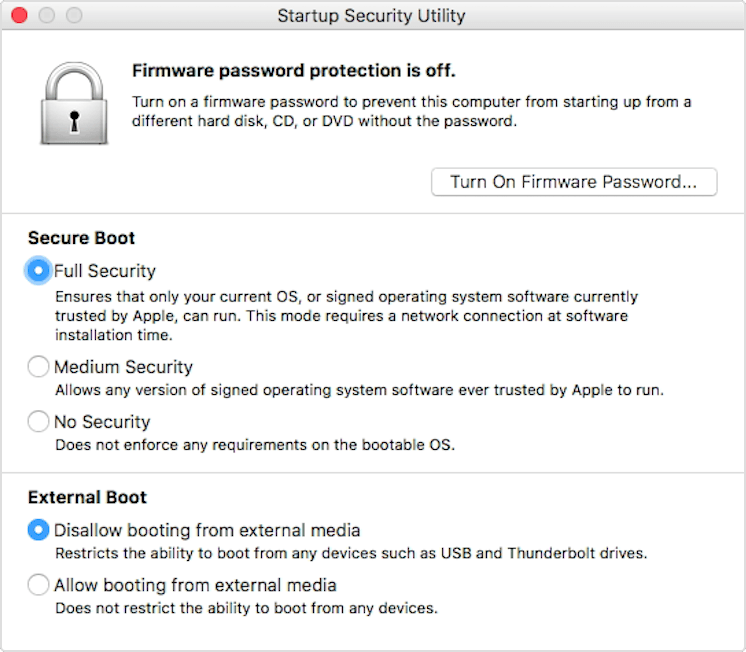 Startup Security Utility
Firmware password protection is off.
Turn on a firmware password to prevent this computer from starting up from a
different hard disk, CD, or DVD without the password.
Turn On Firmware Password...
Secure Boot
Full Security
Ensures that only your current OS, or signed operating system software currently
trusted by Apple, can run. This mode requires a network connection at software
installation time.
Medium Security
Allows any version of signed operating system software ever trusted by Apple to run.
No Security
Does not enforce any requirements on the bootable OS.
External Boot
Disallow booting from external media
Restricts the ability to boot from any devices such as USB and Thunderbolt drives.
Allow booting from external media
Does not restrict the ability to boot from any devices.